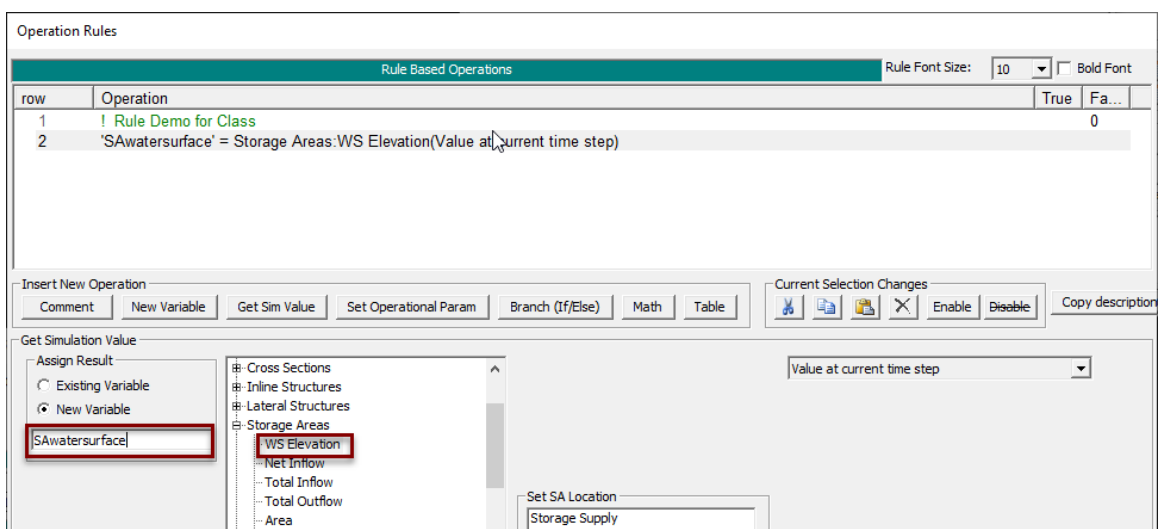 Operation Rules
Rule Based Operations Rule Font Size: 10 Bold Font
row Operation True Fa...
1 ! Rule Demo for Class 0
2 'SAwatersurface' = Storage Areas:WS Elevation(Value at current time step)
Insert New Operation Current Selection Changes
Comment New Variable Get Sim Value Set Operational Param Branch (If/Else) Math Table Enable Disable Copy description
Get Simulation Value
Assign Result
Existing Variable
New Variable
SAwatersurface
Cross Sections
Inline Structures
Lateral Structures
Storage Areas
WS Elevation
Net Inflow
Total Inflow
Total Outflow
Area
Value at current time step
Set SA Location
Storage Supply